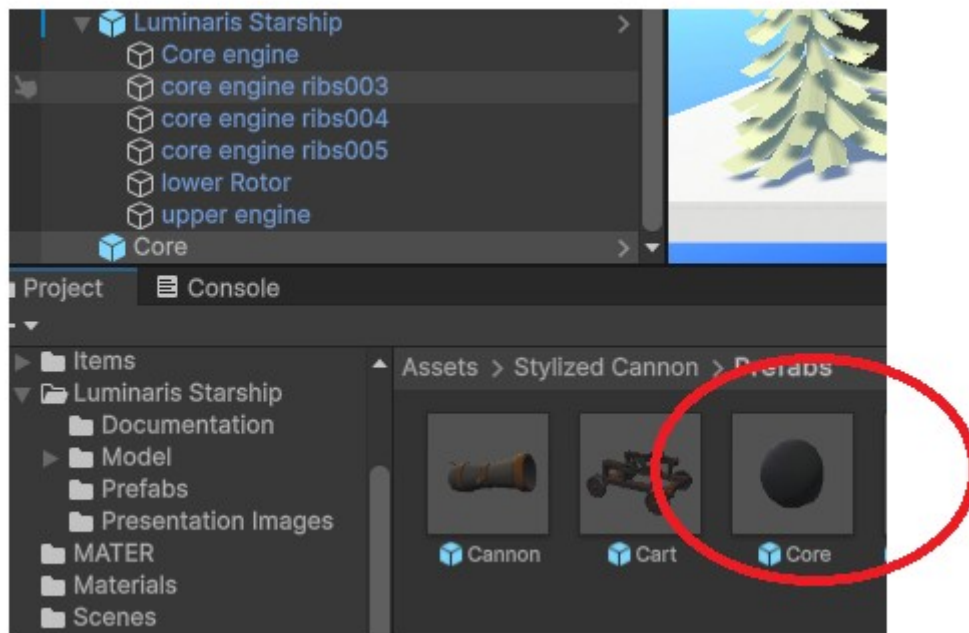 Luminaris Starship
Core engine
core engine ribs003
core engine ribs004
core engine ribs005
lower Rotor
upper engine
Core
Project Console
Items
Luminaris Starship
Documentation
Model
Prefabs
Presentation Images
MATER
Materials
Scenes
Assets > Stylized Cannon > Prefabs
Cannon Cart Core